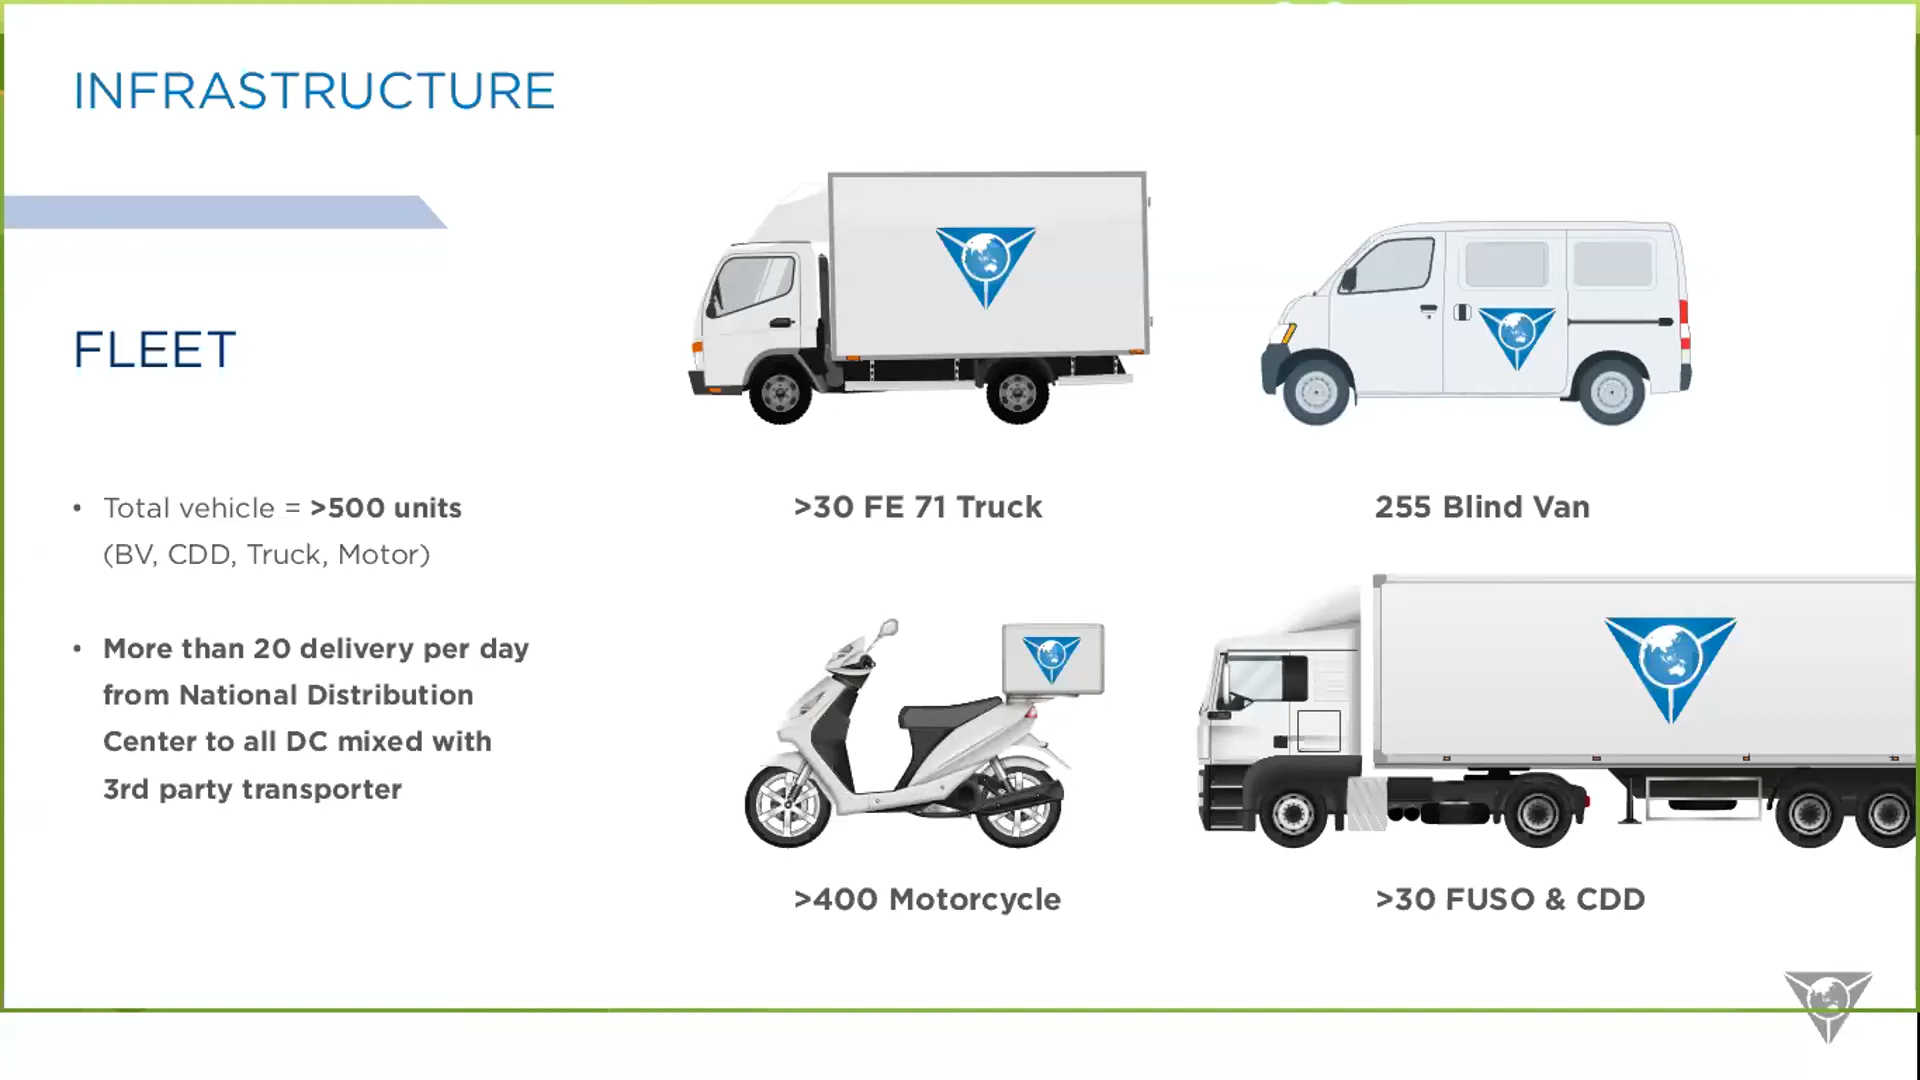 INFRASTRUCTURE
FLEET
• Total vehicle = >500 units
(BV, CDD, Truck, Motor)
• More than 20 delivery per day
from National Distribution
Center to all DC mixed with
3rd party transporter
>30 FE 71 Truck
255 Blind Van
>400 Motorcycle
>30 FUSO & CDD